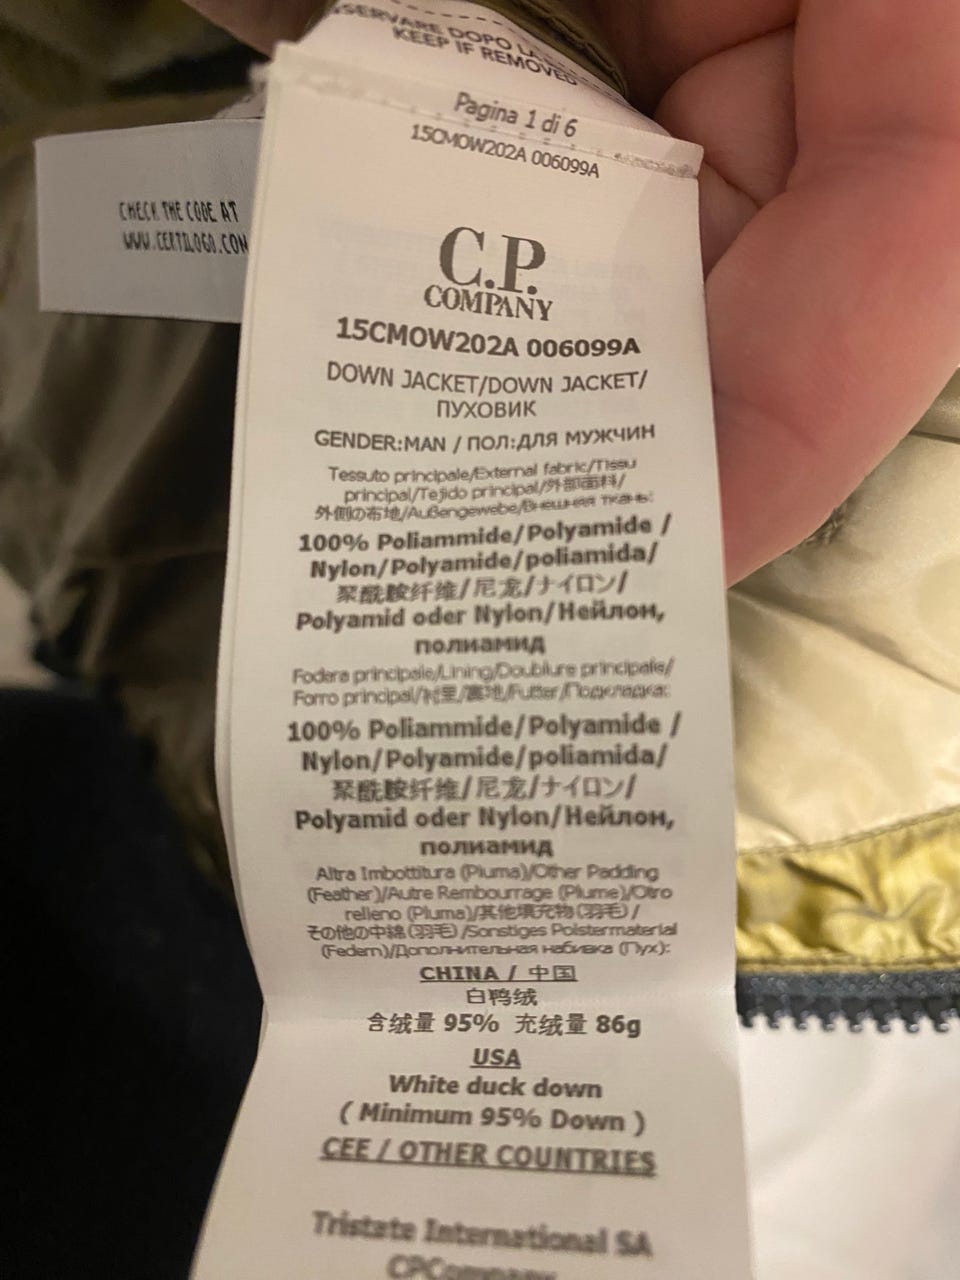 CONSERVARE DOPO LA
KEEP IF REMOVED
Pagina 1 di 6
15CMOW202A 006099A
CHECK THE CODE AT
WWW.CERTILOGO.COM
C.P.
COMPANY
15CMOW202A 006099A
DOWN JACKET/DOWN JACKET/
ПУХОВИК
GENDER:MAN / ПОЛ:ДЛЯ МУЖЧИН
Tessuto principale/External fabric/Tissu
principal/Tejido principal/外部面料/
外側の布地/Außengewebe/Внешняя ткань:
100% Poliammide/Polyamide /
Nylon/Polyamide/poliamida/
聚酰胺纤维/尼龙/ナイロン/
Polyamid oder Nylon/Нейлон,
полиамид
Fodera principale/Lining/Doublure principale/
Forro principal/衬里/裏地/Futter/Подкладка:
100% Poliammide/Polyamide /
Nylon/Polyamide/poliamida/
聚酰胺纤维/尼龙/ナイロン/
Polyamid oder Nylon/Нейлон,
полиамид
Altra Imbottitura (Piuma)/Other Padding
(Feather)/Autre Rembourrage (Plume)/Otro
relleno (Pluma)/其他填充物(羽毛)/
その他の中綿(羽毛)/Sonstiges Polstermaterial
(Federn)/Дополнительная набивка (Пух):
CHINA / 中国
白鸭绒
含绒量 95% 充绒量 86g
USA
White duck down
( Minimum 95% Down )
CEE / OTHER COUNTRIES
Tristate International SA
CPCompany